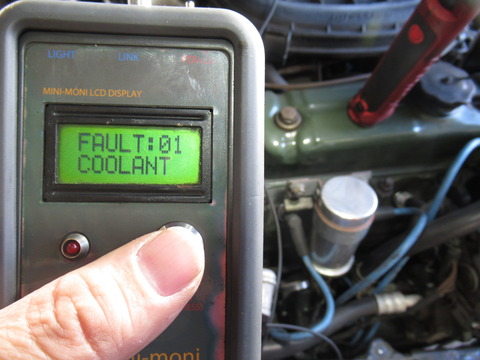 LIGHT LINK
MINI-MONI LCD DISPLAY
FAULT:01
COOLANT